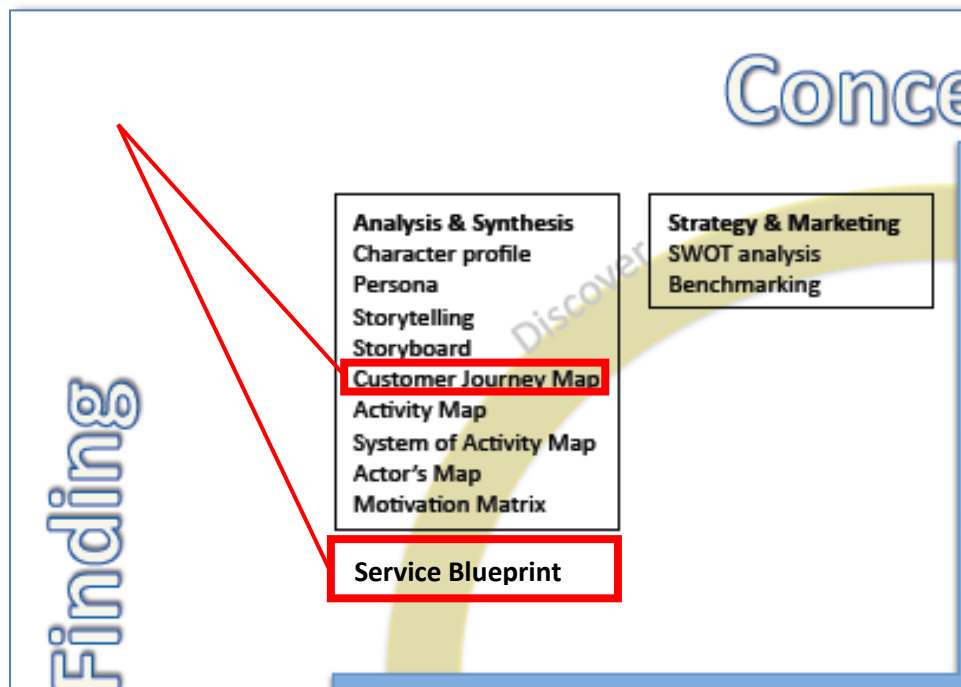 Conce
Analysis & Synthesis
Character profile
Persona
Storytelling
Storyboard
Customer Journey Map
Activity Map
System of Activity Map
Actor's Map
Motivation Matrix
Service Blueprint
Strategy & Marketing
SWOT analysis
Benchmarking
Discover
Finding